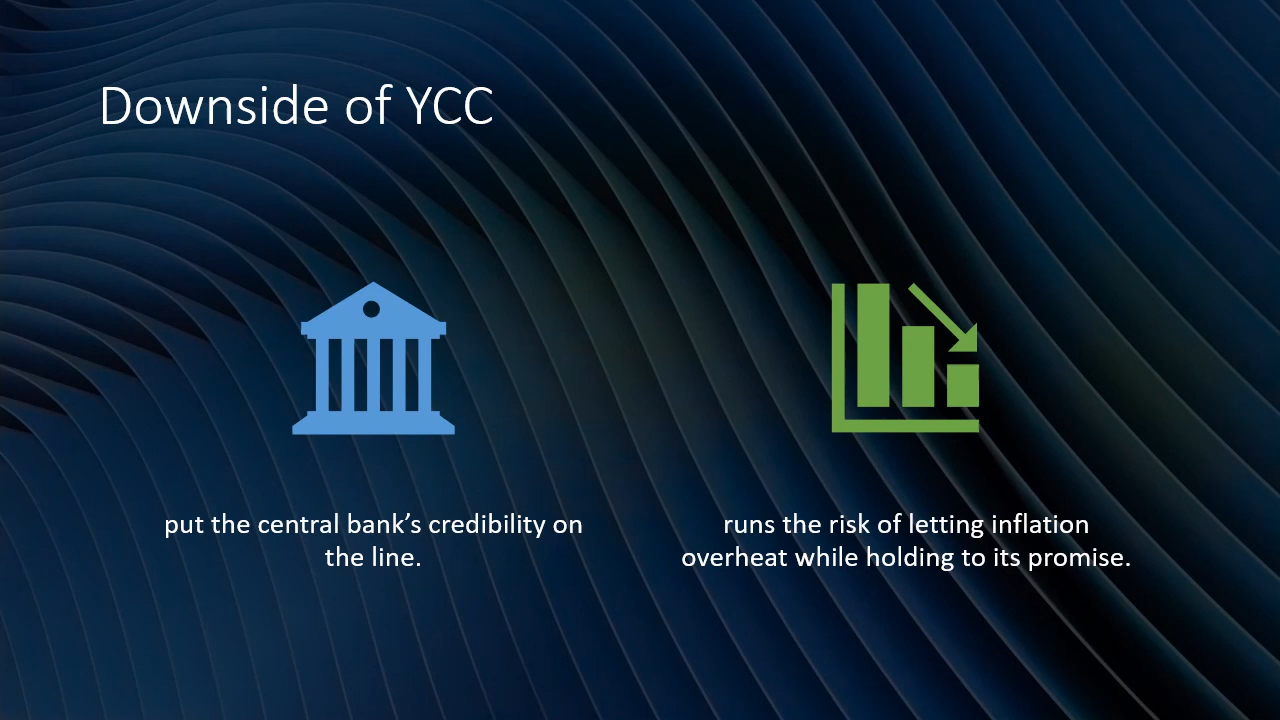 Downside of YCC
put the central bank’s credibility on
the line.
runs the risk of letting inflation
overheat while holding to its promise.